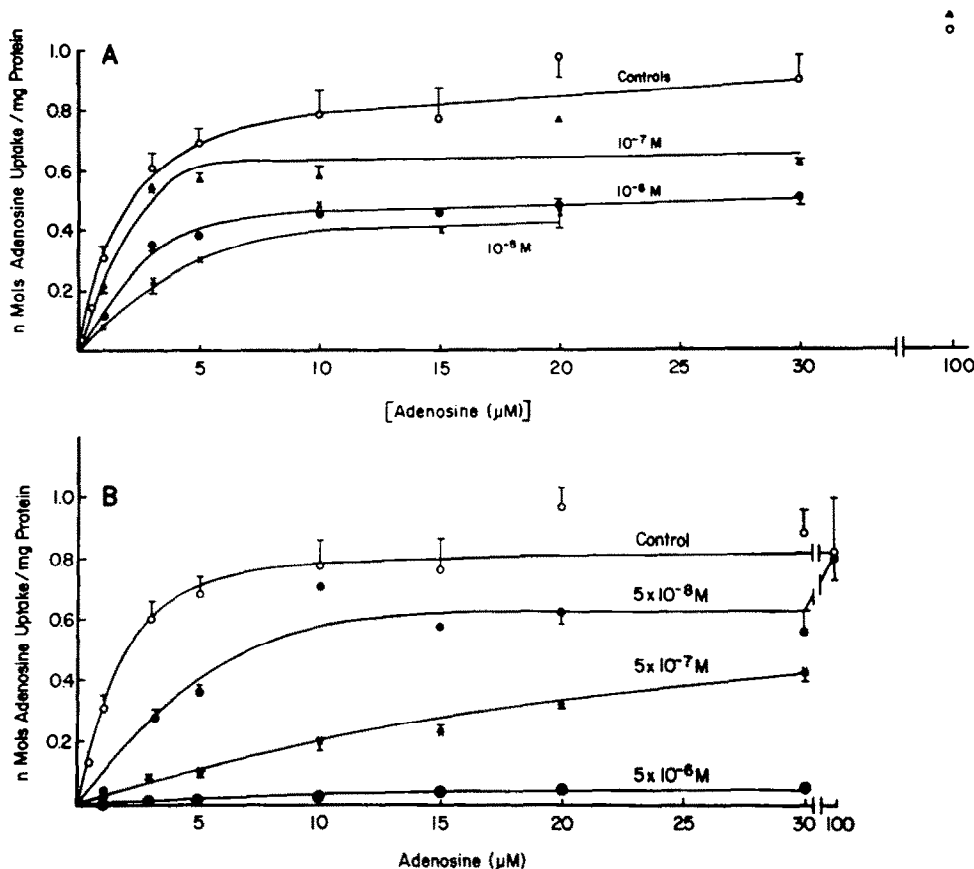 A
n Mols Adenosine Uptake / mg Protein
1.0
0.8
0.6
0.4
0.2
Controls
10⁻⁷ M
10⁻⁶ M
10⁻⁵ M
5
10
15
20
25
30
100
[Adenosine (μM)]
B
n Mols Adenosine Uptake / mg Protein
1.0
0.8
0.6
0.4
0.2
Control
5 x 10⁻⁸ M
5 x 10⁻⁷ M
5 x 10⁻⁶ M
5
10
15
20
25
30
100
Adenosine (μM)